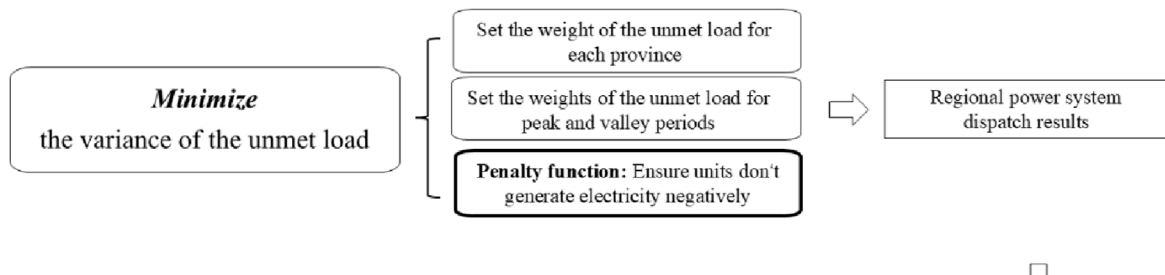 Minimize
the variance of the unmet load
Set the weight of the unmet load for
each province
Set the weights of the unmet load for
peak and valley periods
Penalty function: Ensure units don't
generate electricity negatively
Regional power system
dispatch results